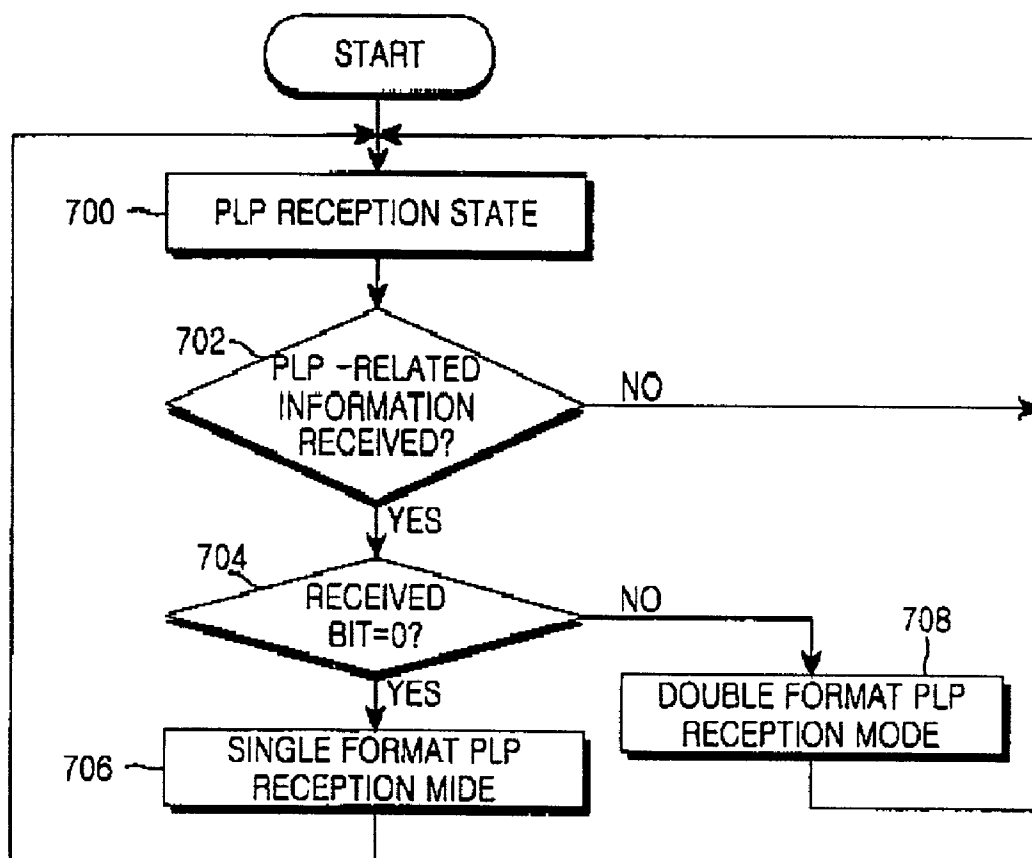 START
700
PLP RECEPTION STATE
702
PLP -RELATED
INFORMATION
RECEIVED?
NO
YES
704
RECEIVED
BIT=0?
NO
YES
708
DOUBLE FORMAT PLP
RECEPTION MODE
706
SINGLE FORMAT PLP
RECEPTION MIDE